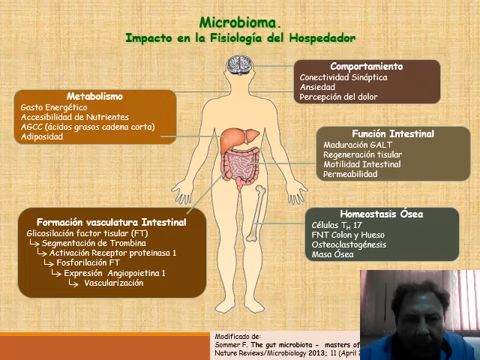 Microbioma.
Impacto en la Fisiología del Hospedador
Comportamiento
Conectividad Sináptica
Ansiedad
Percepción del dolor
Metabolismo
Gasto Energético
Accesibilidad de Nutrientes
AGCC (ácidos grasos cadena corta)
Adiposidad
Función Intestinal
Maduración GALT
Regeneración tisular
Motilidad Intestinal
Permeabilidad
Formación vasculatura Intestinal
Glicosilación factor tisular (FT)
Segmentación de Trombina
Activación Receptor proteinasa 1
Fosforilación FT
Expresión Angiopoietina 1
Vascularización
Homeostasis Ósea
Células TH 17
FNT Colon y Hueso
Osteoclastogénesis
Masa Ósea
Modificado de:
Sommer F. The gut microbiota - masters of
Nature Reviews/Microbiology 2013; 11 (April